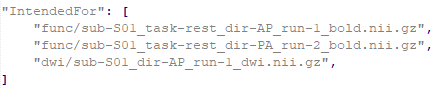 "IntendedFor": [
"func/sub-S01_task-rest_dir-AP_run-1_bold.nii.gz",
"func/sub-S01_task-rest_dir-PA_run-2_bold.nii.gz",
"dwi/sub-S01_dir-AP_run-1_dwi.nii.gz",
]